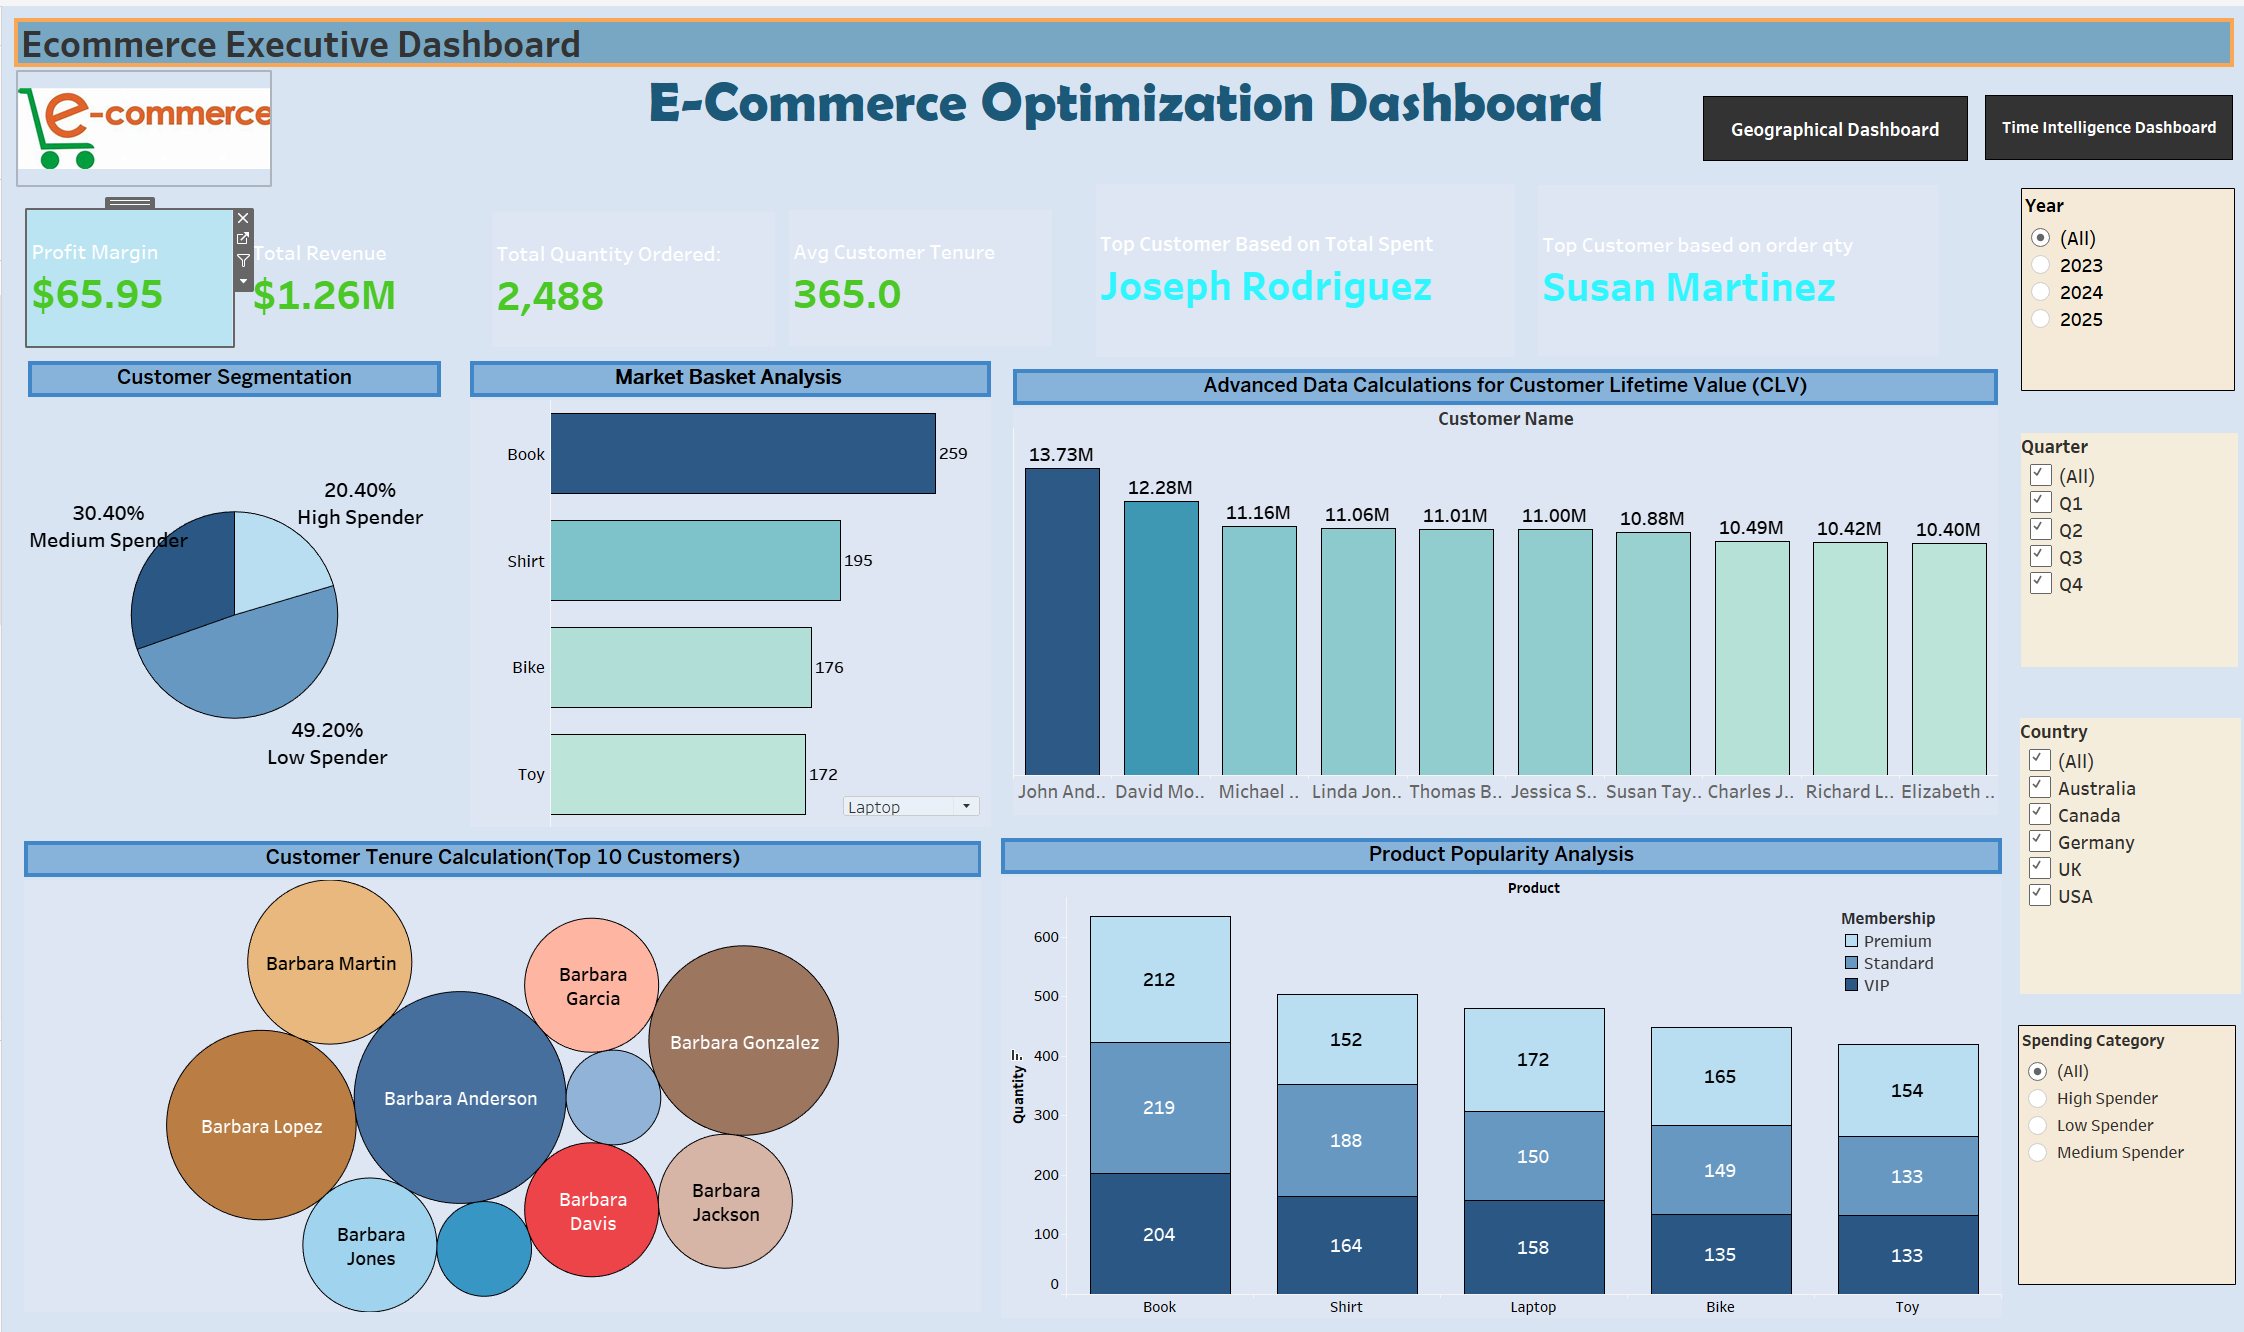 Ecommerce Executive Dashboard
e-commerce
E-Commerce Optimization Dashboard
Geographical Dashboard
Time Intelligence Dashboard
Profit Margin
$65.95
Total Revenue
$1.26M
Total Quantity Ordered:
2,488
Avg Customer Tenure
365.0
Top Customer Based on Total Spent
Joseph Rodriguez
Top Customer based on order qty
Susan Martinez
Year
(All)
2023
2024
2025
Customer Segmentation
20.40%
High Spender
30.40%
Medium Spender
49.20%
Low Spender
Market Basket Analysis
Book 259
Shirt 195
Bike 176
Toy 172
Laptop
Advanced Data Calculations for Customer Lifetime Value (CLV)
Customer Name
13.73M 12.28M 11.16M 11.06M 11.01M 11.00M 10.88M 10.49M 10.42M 10.40M
John And.. David Mo.. Michael .. Linda Jon.. Thomas B.. Jessica S.. Susan Tay.. Charles J.. Richard L.. Elizabeth ..
Quarter
(All)
Q1
Q2
Q3
Q4
Country
(All)
Australia
Canada
Germany
UK
USA
Customer Tenure Calculation(Top 10 Customers)
Barbara Martin
Barbara
Garcia
Barbara Gonzalez
Barbara Anderson
Barbara Lopez
Barbara
Davis
Barbara
Jackson
Barbara
Jones
Product Popularity Analysis
Product
Membership
Premium
Standard
VIP
Quantity
600
500
400
300
200
100
0
212 152 172 165 154
219 188 150 149 133
204 164 158 135 133
Book Shirt Laptop Bike Toy
Spending Category
(All)
High Spender
Low Spender
Medium Spender